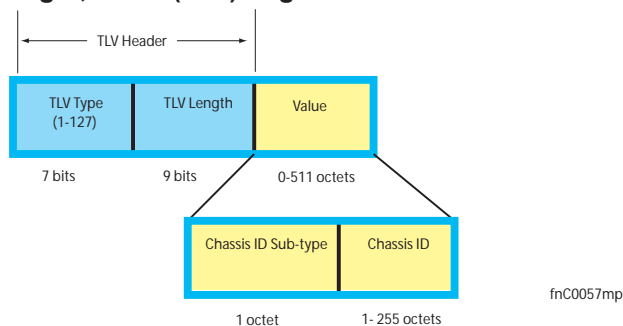 TLV Header
TLV Type
(1-127)
TLV Length
Value
7 bits
9 bits
0-511 octets
Chassis ID Sub-type
Chassis ID
1 octet
1- 255 octets
fnC0057mp